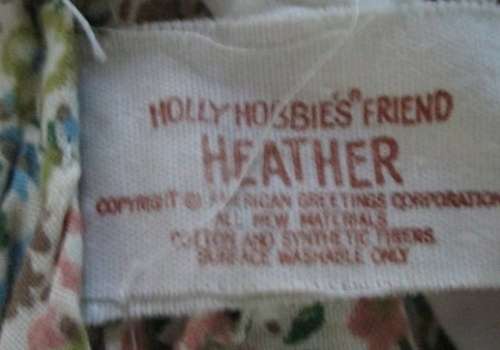 HOLLY HOBBIE'S® FRIEND
HEATHER
COPYRIGHT © AMERICAN GREETINGS CORPORATION
ALL NEW MATERIALS
COTTON AND SYNTHETIC FIBERS
SURFACE WASHABLE ONLY